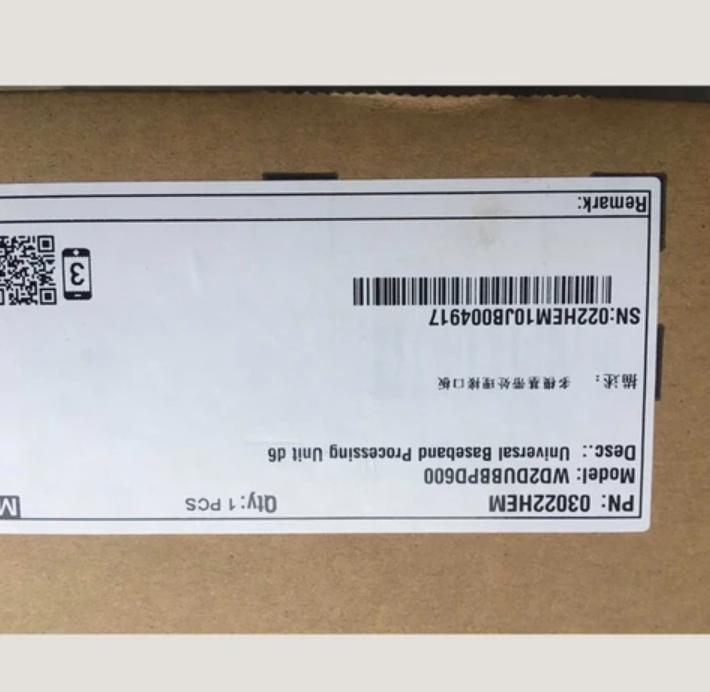 PN: 03022HEM Qty: 1 PCS M
Model: WD2DUBBPD600
Desc.: Universal Baseband Processing Unit d6
描述: 多模基带处理接口板
SN:022HEM10JB004917
3
Remark: